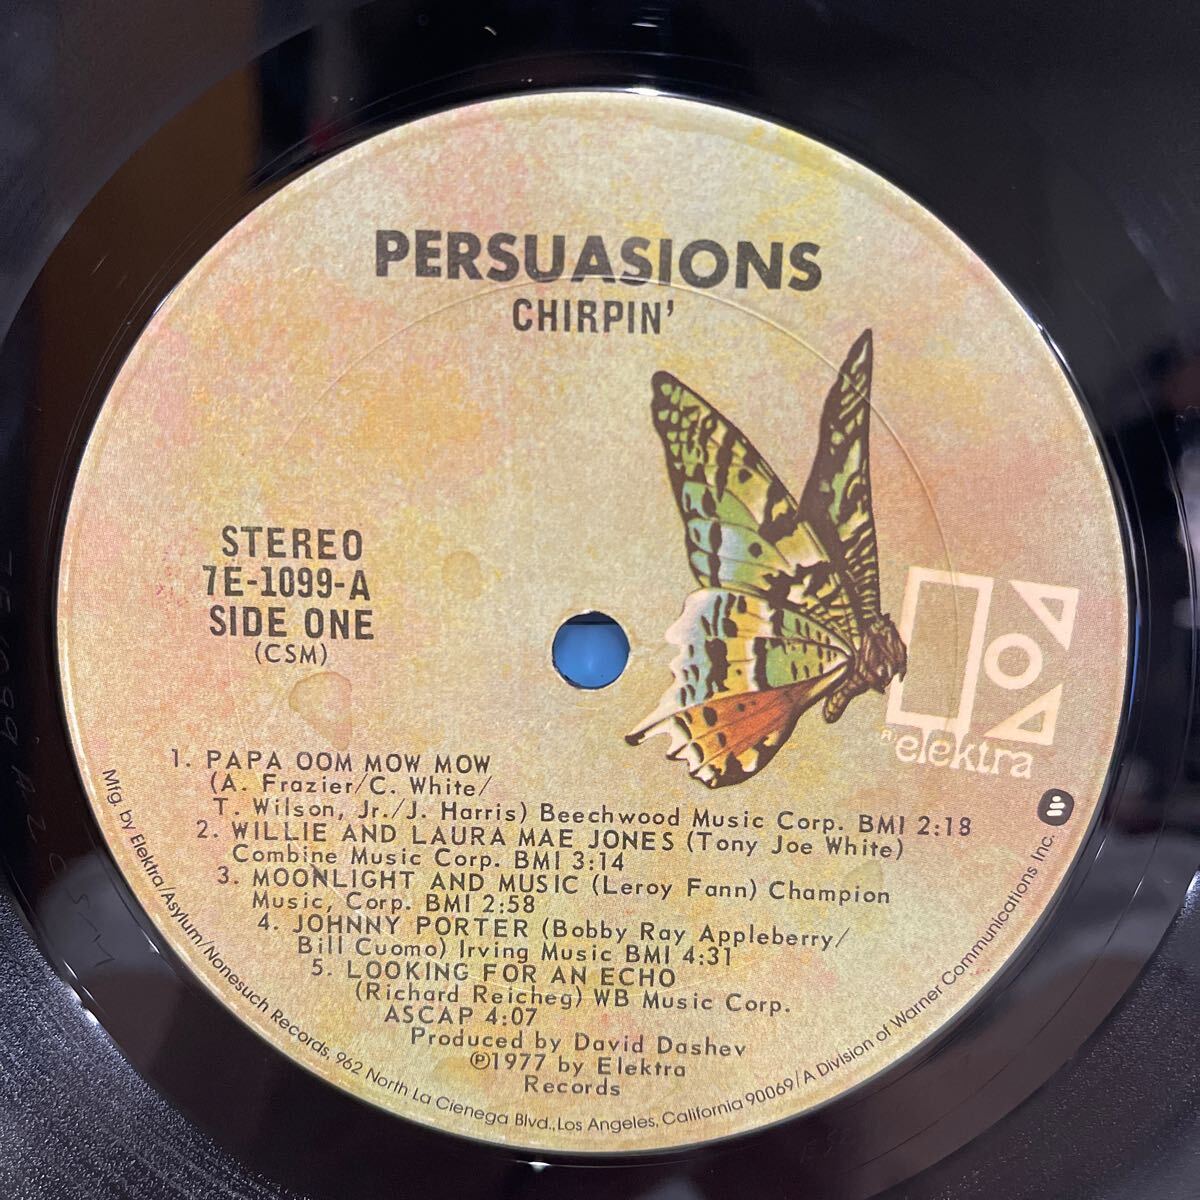 PERSUASIONS
CHIRPIN'
STEREO
7E-1099-A
SIDE ONE
(CSM)
elektra
1. PAPA OOM MOW MOW
(A. Frazier/C. White/
T. Wilson, Jr./J. Harris) Beechwood Music Corp. BMI 2:18
2. WILLIE AND LAURA MAE JONES (Tony Joe White)
Combine Music Corp. BMI 3:14
3. MOONLIGHT AND MUSIC (Leroy Fann) Champion
Music, Corp. BMI 2:58
4. JOHNNY PORTER (Bobby Ray Appleberry/
Bill Cuomo) Irving Music BMI 4:31
5. LOOKING FOR AN ECHO
(Richard Reicheg) WB Music Corp.
ASCAP 4:07
Produced by David Dashev
℗1977 by Elektra
Records
Mfg. by Elektra/Asylum/Nonesuch Records, 962 North La Cienega Blvd., Los Angeles, California 90069/A Division of Warner Communications Inc.